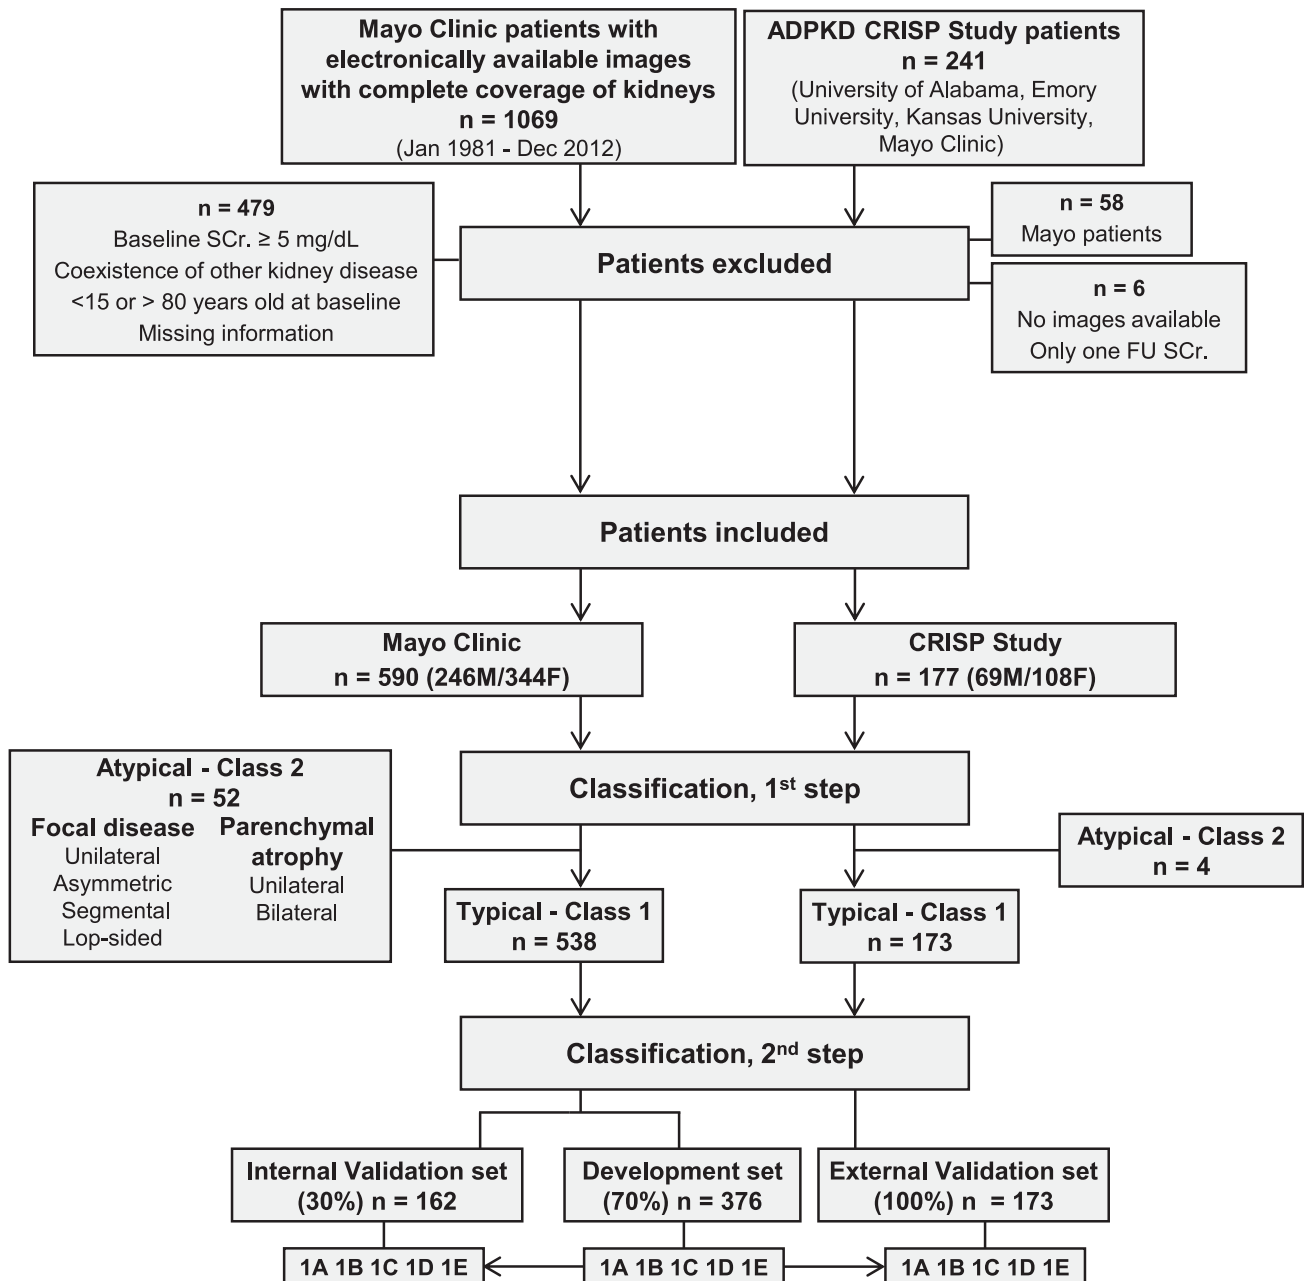 Mayo Clinic patients with
electronically available images
with complete coverage of kidneys
n = 1069
(Jan 1981 - Dec 2012)
ADPKD CRISP Study patients
n = 241
(University of Alabama, Emory
University, Kansas University,
Mayo Clinic)
n = 479
Baseline SCr. ≥ 5 mg/dL
Coexistence of other kidney disease
<15 or > 80 years old at baseline
Missing information
Patients excluded
n = 58
Mayo patients
n = 6
No images available
Only one FU SCr.
Patients included
Mayo Clinic
n = 590 (246M/344F)
CRISP Study
n = 177 (69M/108F)
Classification, 1st step
Atypical - Class 2
n = 52
Focal disease
Unilateral
Asymmetric
Segmental
Lop-sided
Parenchymal
atrophy
Unilateral
Bilateral
Atypical - Class 2
n = 4
Typical - Class 1
n = 538
Typical - Class 1
n = 173
Classification, 2nd step
Internal Validation set
(30%) n = 162
Development set
(70%) n = 376
External Validation set
(100%) n = 173
1A 1B 1C 1D 1E
1A 1B 1C 1D 1E
1A 1B 1C 1D 1E